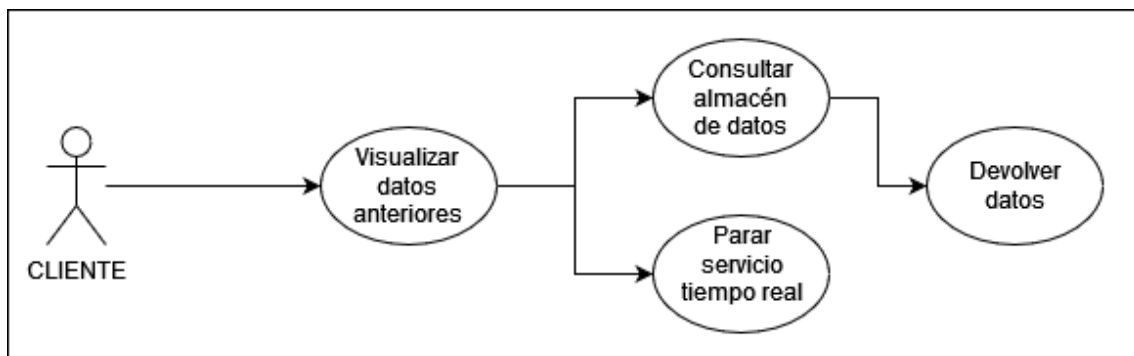 CLIENTE
Visualizar
datos
anteriores
Consultar
almacén
de datos
Parar
servicio
tiempo real
Devolver
datos